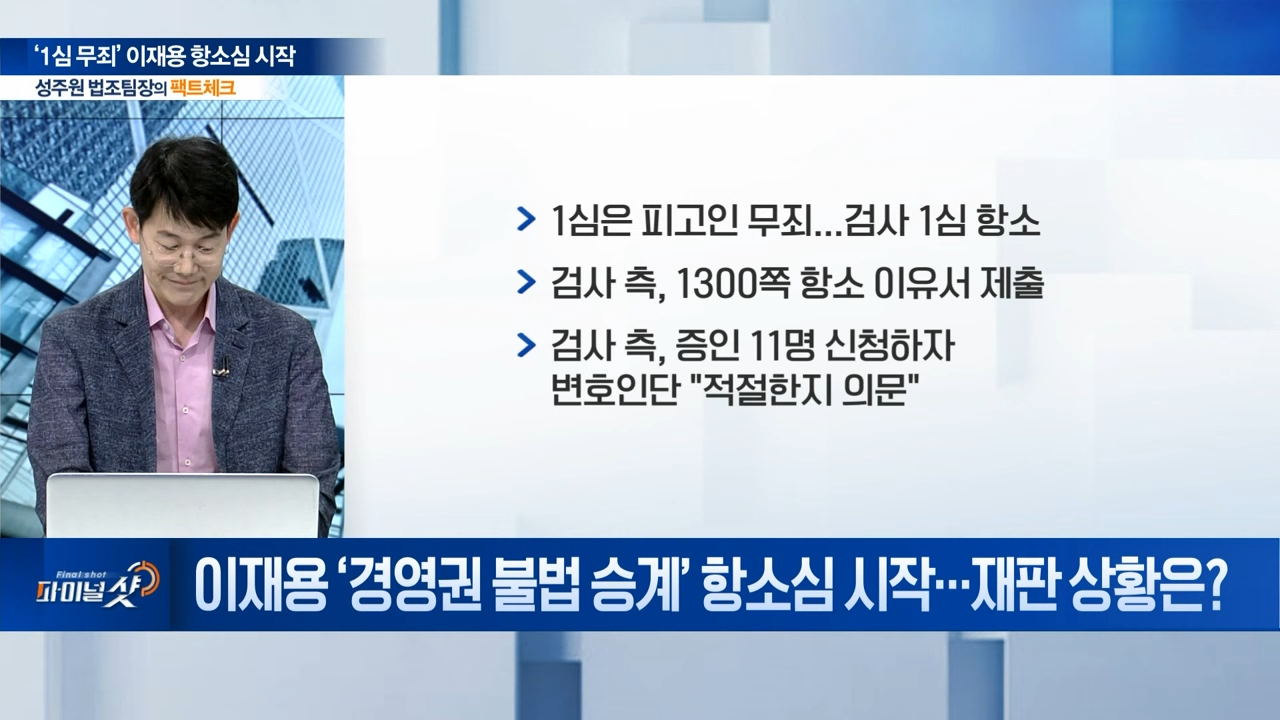 ‘1심 무죄’ 이재용 항소심 시작
성주원 법조팀장의 팩트체크
1심은 피고인 무죄...검사 1심 항소
검사 측, 1300쪽 항소 이유서 제출
검사 측, 증인 11명 신청하자
변호인단 "적절한지 의문"
Final shot
파이널샷
이재용 ‘경영권 불법 승계’ 항소심 시작…재판 상황은?